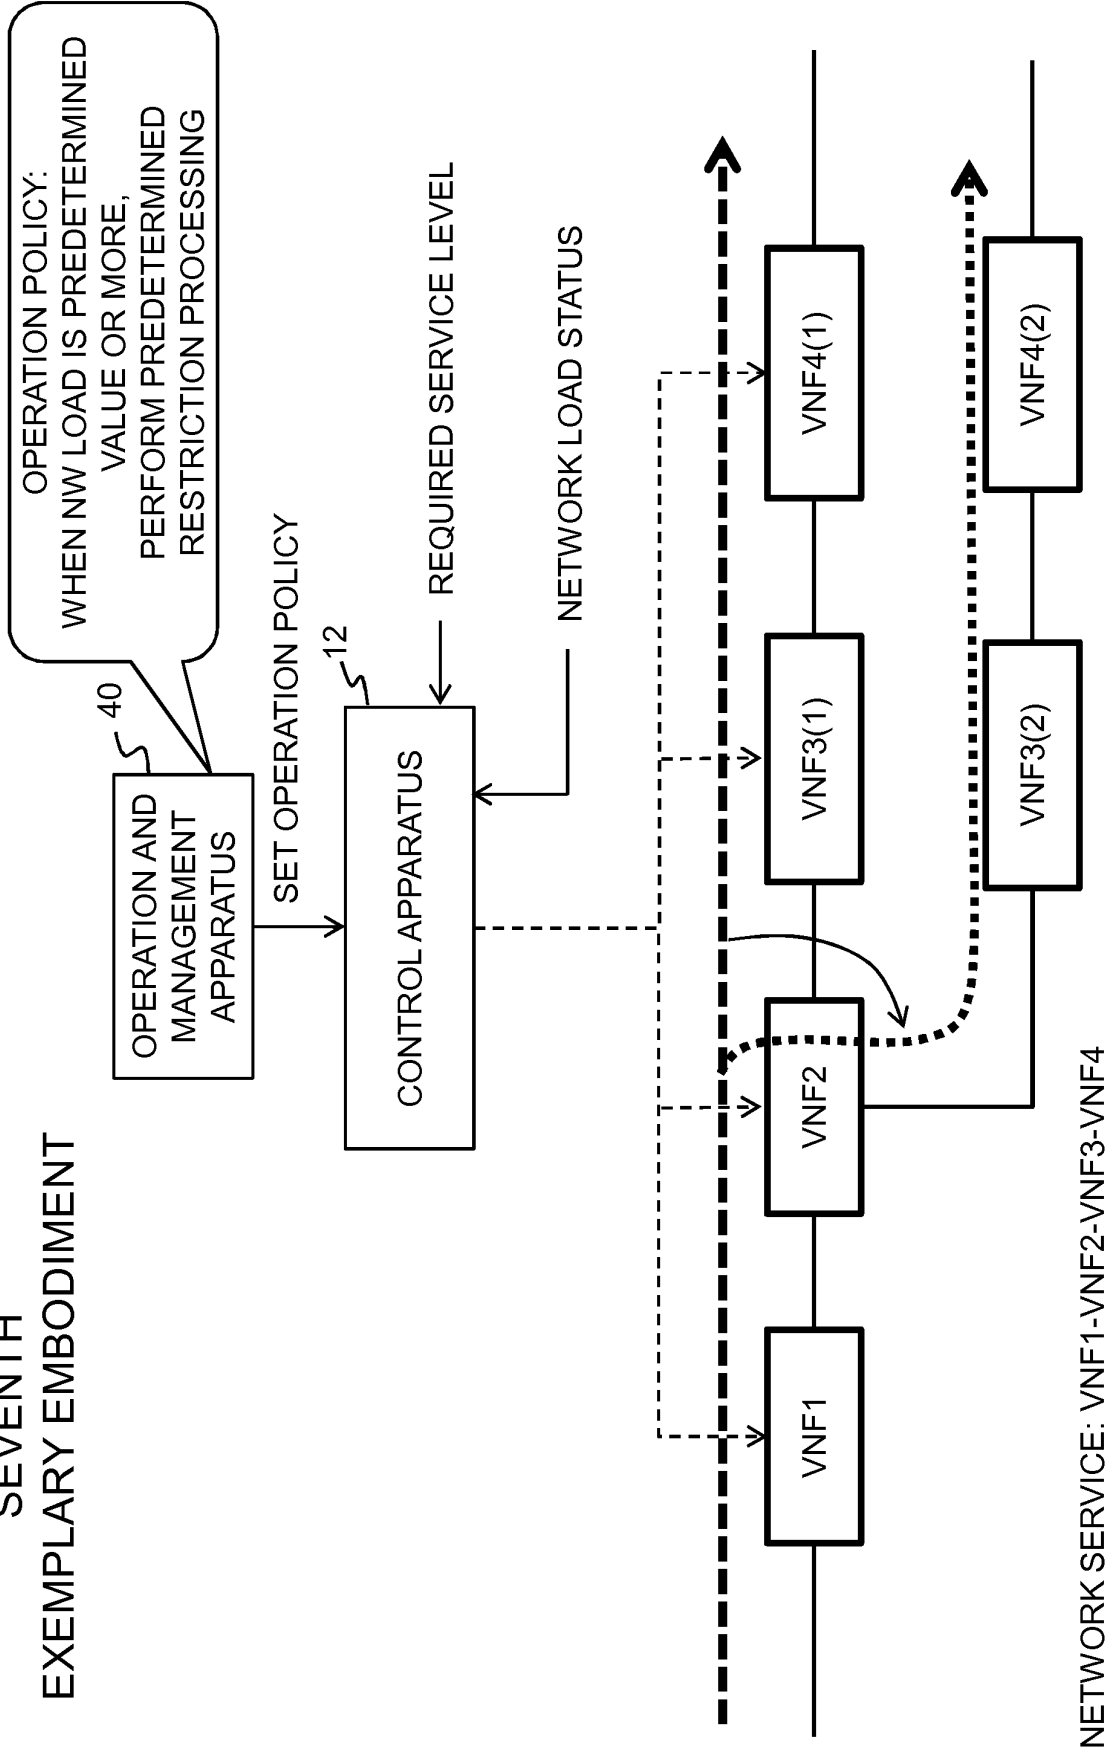 SEVENTH
EXEMPLARY EMBODIMENT
OPERATION POLICY:
WHEN NW LOAD IS PREDETERMINED
VALUE OR MORE,
PERFORM PREDETERMINED
RESTRICTION PROCESSING
40
OPERATION AND
MANAGEMENT
APPARATUS
SET OPERATION POLICY
12
CONTROL APPARATUS
REQUIRED SERVICE LEVEL
NETWORK LOAD STATUS
VNF1
VNF2
VNF3(1)
VNF4(1)
VNF3(2)
VNF4(2)
NETWORK SERVICE: VNF1-VNF2-VNF3-VNF4